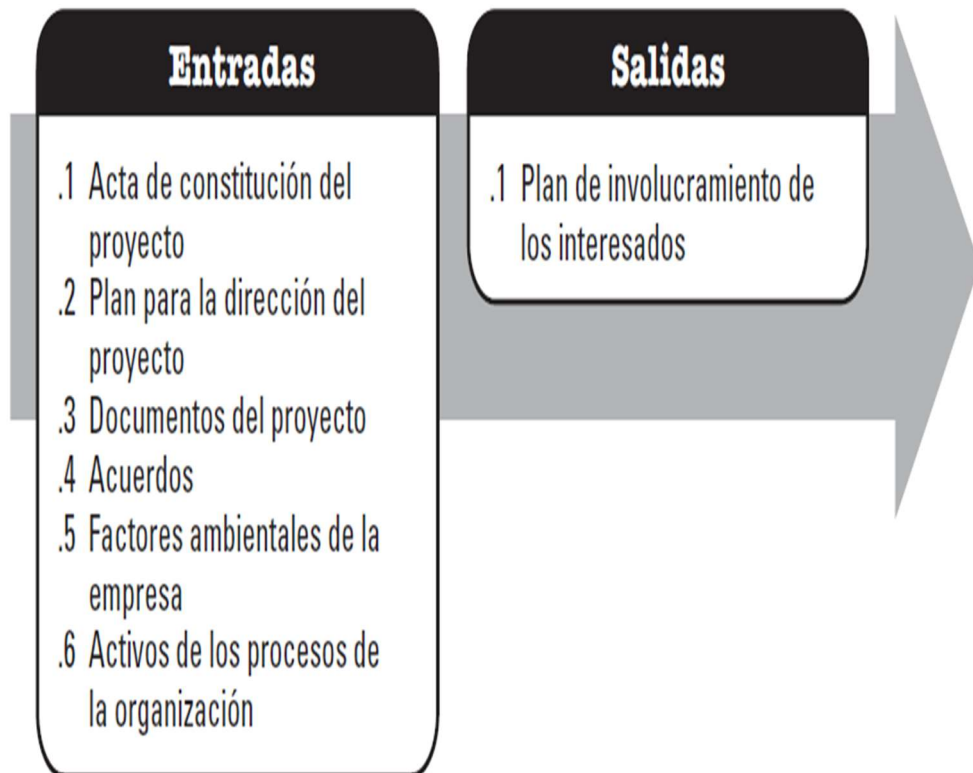 Entradas
.1 Acta de constitución del
proyecto
.2 Plan para la dirección del
proyecto
.3 Documentos del proyecto
.4 Acuerdos
.5 Factores ambientales de la
empresa
.6 Activos de los procesos de
la organización
Salidas
.1 Plan de involucramiento de
los interesados